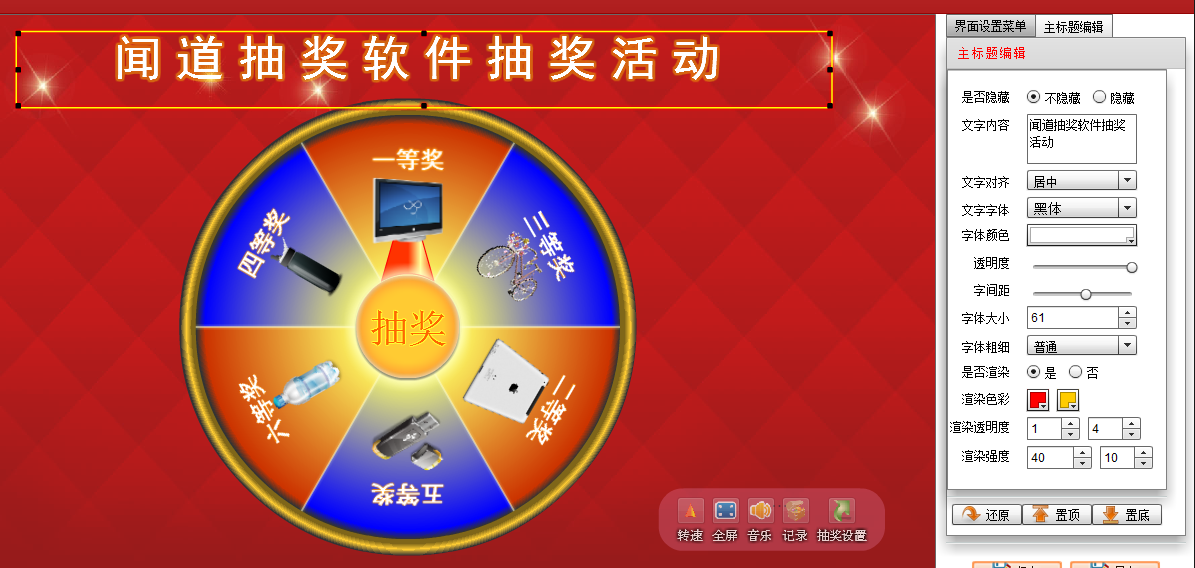 闻道抽奖软件抽奖活动
一等奖
三等奖
二等奖
五等奖
六等奖
四等奖
抽奖
转速 全屏 音乐 记录 抽奖设置
界面设置菜单 主标题编辑
主标题编辑
是否隐藏 不隐藏 隐藏
文字内容 闻道抽奖软件抽奖
活动
文字对齐 居中
文字字体 黑体
字体颜色
透明度
字间距
字体大小 61
字体粗细 普通
是否渲染 是 否
渲染色彩
渲染透明度 1 4
渲染强度 40 10
还原 置顶 置底